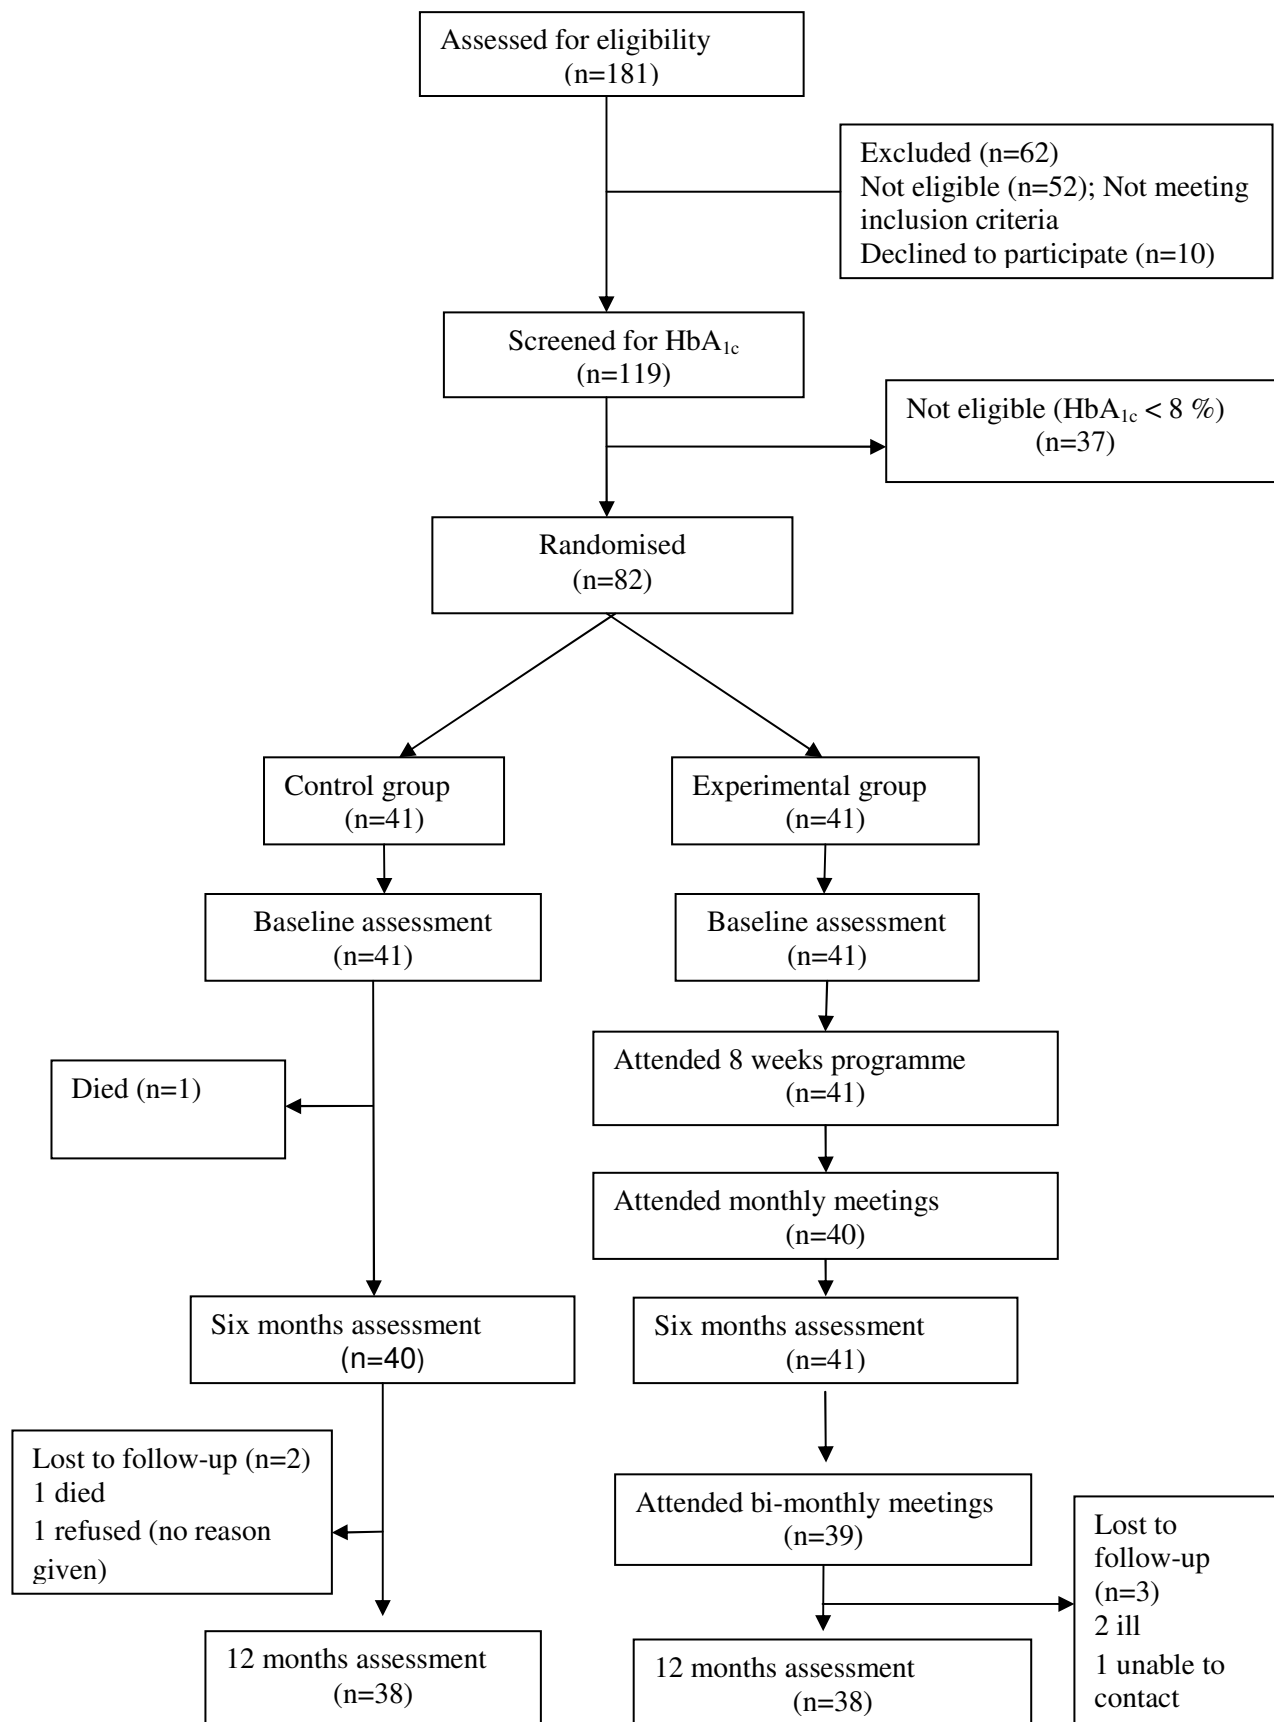 Assessed for eligibility
(n=181)
Excluded (n=62)
Not eligible (n=52); Not meeting
inclusion criteria
Declined to participate (n=10)
Screened for HbA1c
(n=119)
Not eligible (HbA1c < 8 %)
(n=37)
Randomised
(n=82)
Control group
(n=41)
Experimental group
(n=41)
Baseline assessment
(n=41)
Baseline assessment
(n=41)
Attended 8 weeks programme
(n=41)
Died (n=1)
Attended monthly meetings
(n=40)
Six months assessment
(n=40)
Six months assessment
(n=41)
Lost to follow-up (n=2)
1 died
1 refused (no reason
given)
Attended bi-monthly meetings
(n=39)
Lost to
follow-up
(n=3)
2 ill
1 unable to
contact
12 months assessment
(n=38)
12 months assessment
(n=38)